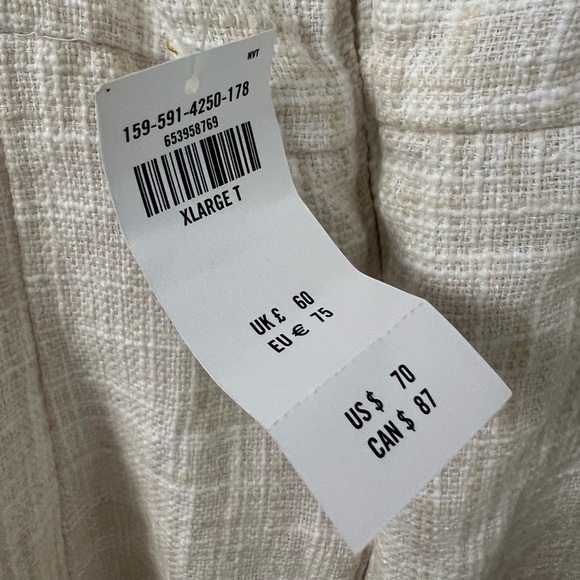 NVT
159-591-4250-178
653958769
XLARGE T
UK £ 60
EU € 75
US $ 70
CAN $ 87